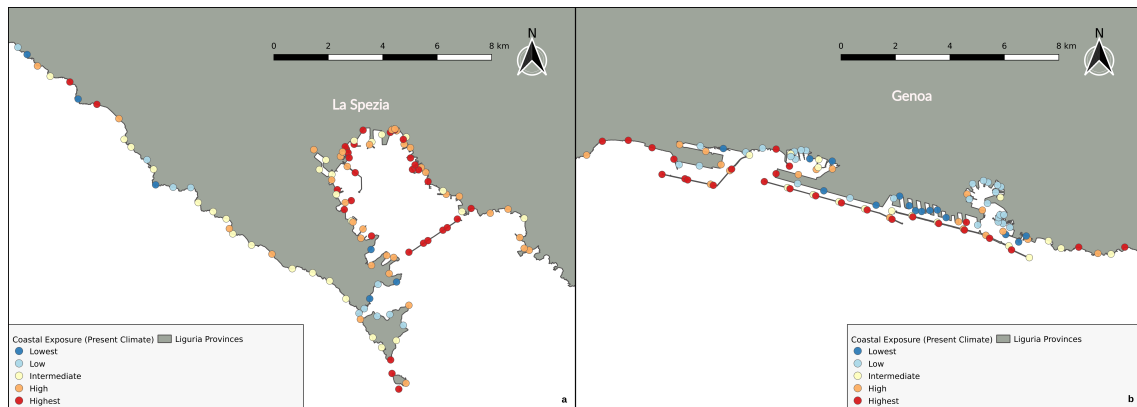 N
0 2 4 6 8 km
La Spezia
Coastal Exposure (Present Climate) Liguria Provinces
Lowest
Low
Intermediate
High
Highest
a
N
0 2 4 6 8 km
Genoa
Coastal Exposure (Present Climate) Liguria Provinces
Lowest
Low
Intermediate
High
Highest
b